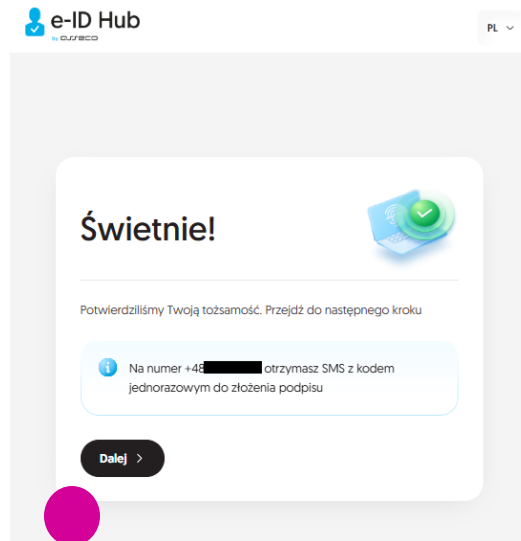 e-ID Hub
by asseco
PL
Świetnie!
Potwierdziliśmy Twoją tożsamość. Przejdź do następnego kroku
Na numer +48 otrzymasz SMS z kodem
jednorazowym do złożenia podpisu
Dalej